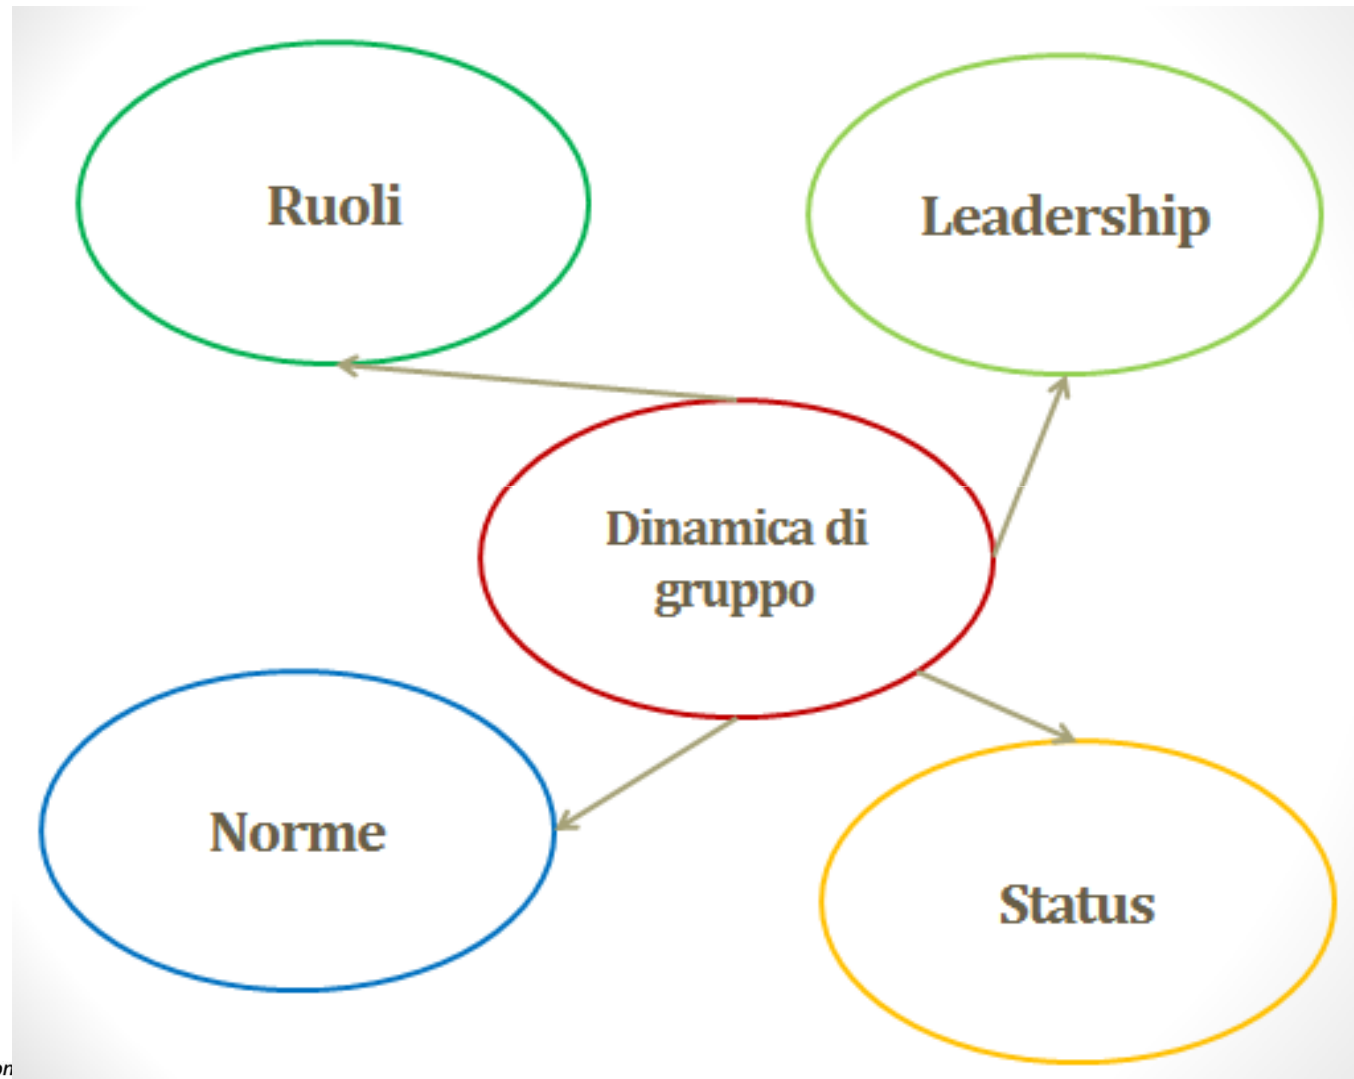 Ruoli
Leadership
Dinamica di
gruppo
Norme
Status